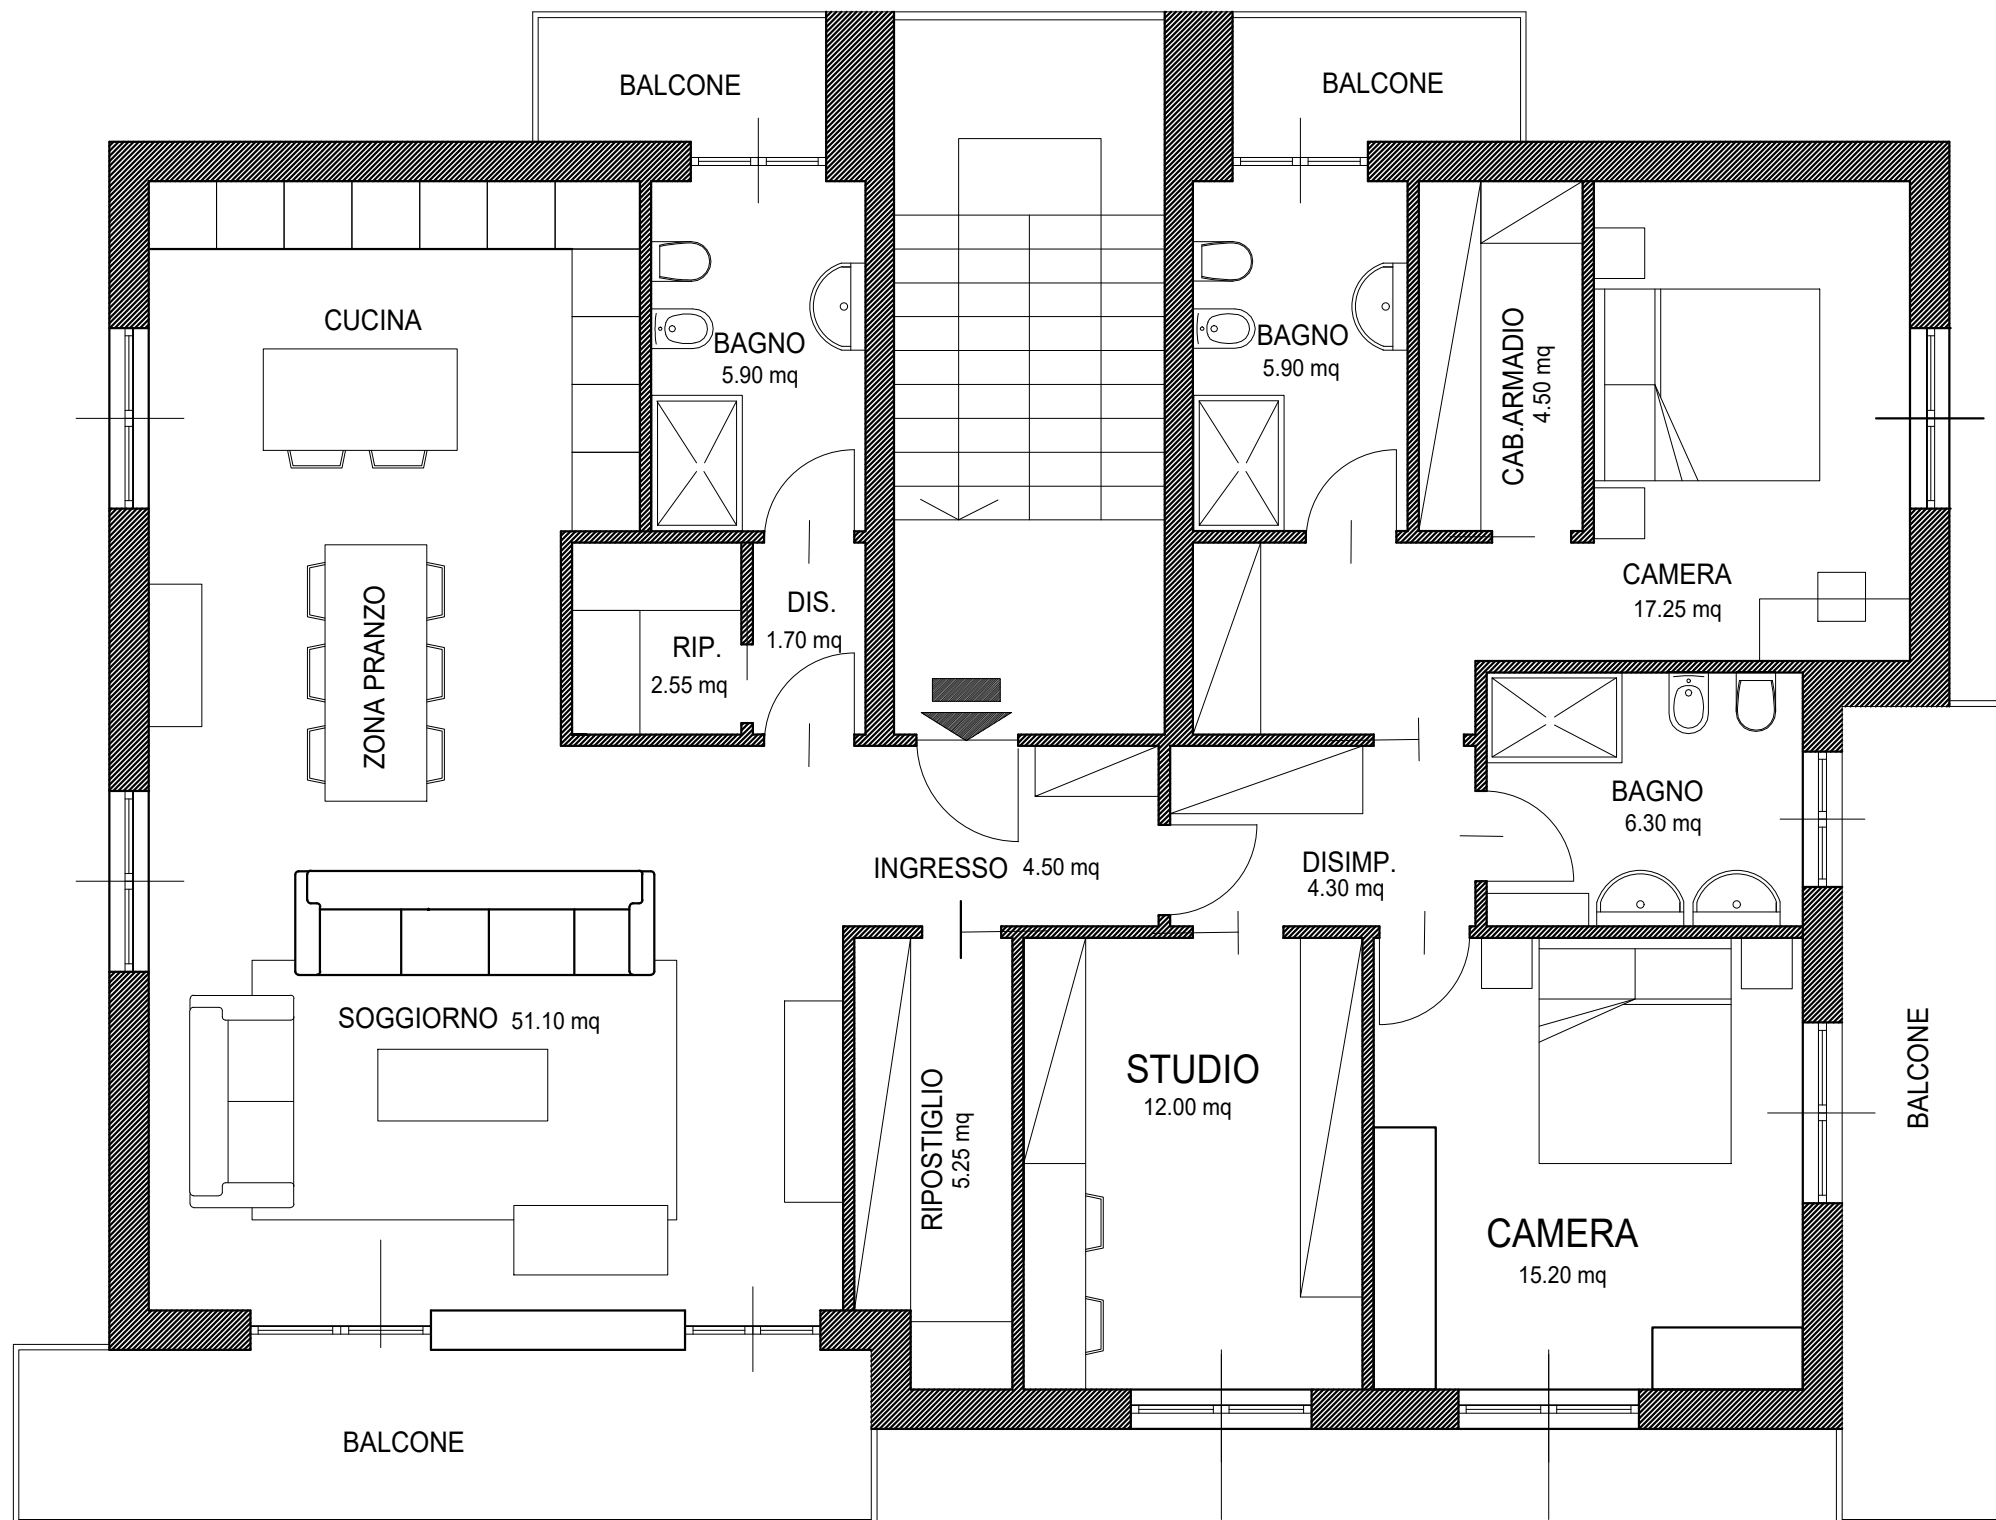 BALCONE
BALCONE
CUCINA
BAGNO
5.90 mq
BAGNO
5.90 mq
CAB.ARMADIO
4.50 mq
CAMERA
17.25 mq
ZONA PRANZO
DIS.
1.70 mq
RIP.
2.55 mq
BAGNO
6.30 mq
INGRESSO 4.50 mq
DISIMP.
4.30 mq
SOGGIORNO 51.10 mq
RIPOSTIGLIO
5.25 mq
STUDIO
12.00 mq
CAMERA
15.20 mq
BALCONE
BALCONE